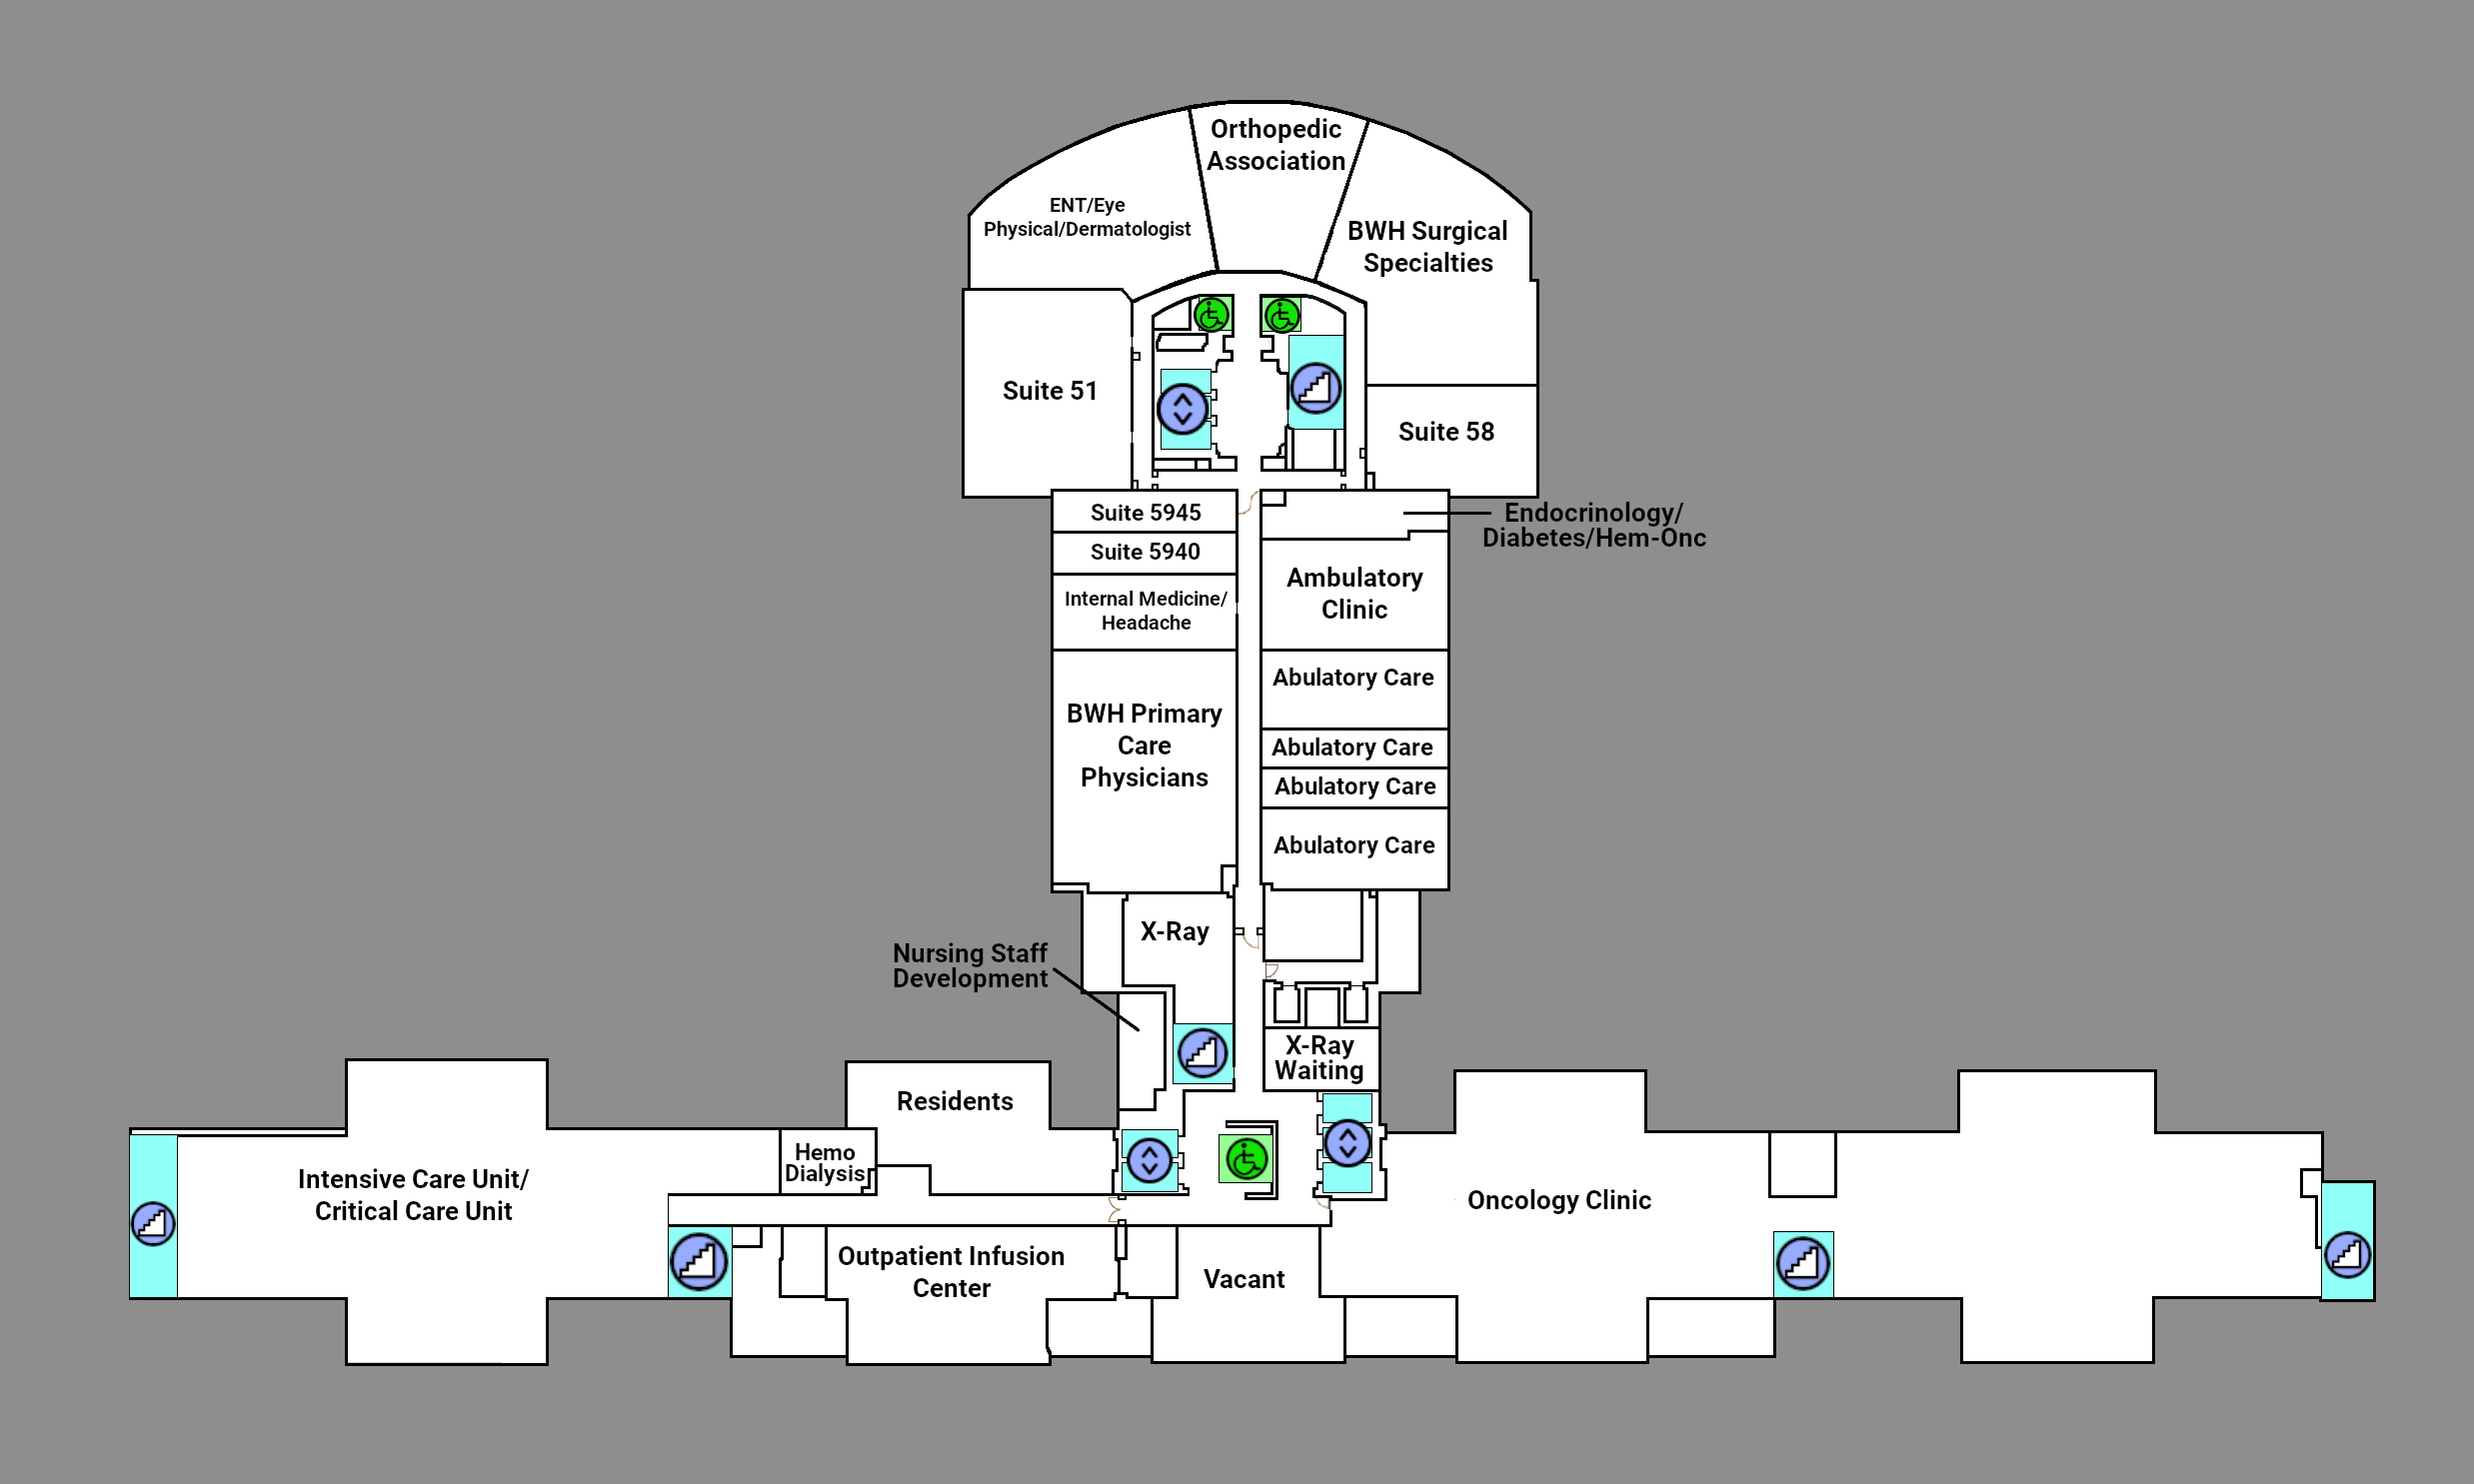 Orthopedic
Association
ENT/Eye
Physical/Dermatologist
BWH Surgical
Specialties
Suite 51
Suite 58
Suite 5945
Endocrinology/
Diabetes/Hem-Onc
Suite 5940
Ambulatory
Clinic
Internal Medicine/
Headache
Abulatory Care
BWH Primary
Care
Physicians
Abulatory Care
Abulatory Care
Abulatory Care
X-Ray
Nursing Staff
Development
X-Ray
Waiting
Residents
Hemo
Dialysis
Intensive Care Unit/
Critical Care Unit
Oncology Clinic
Outpatient Infusion
Center
Vacant